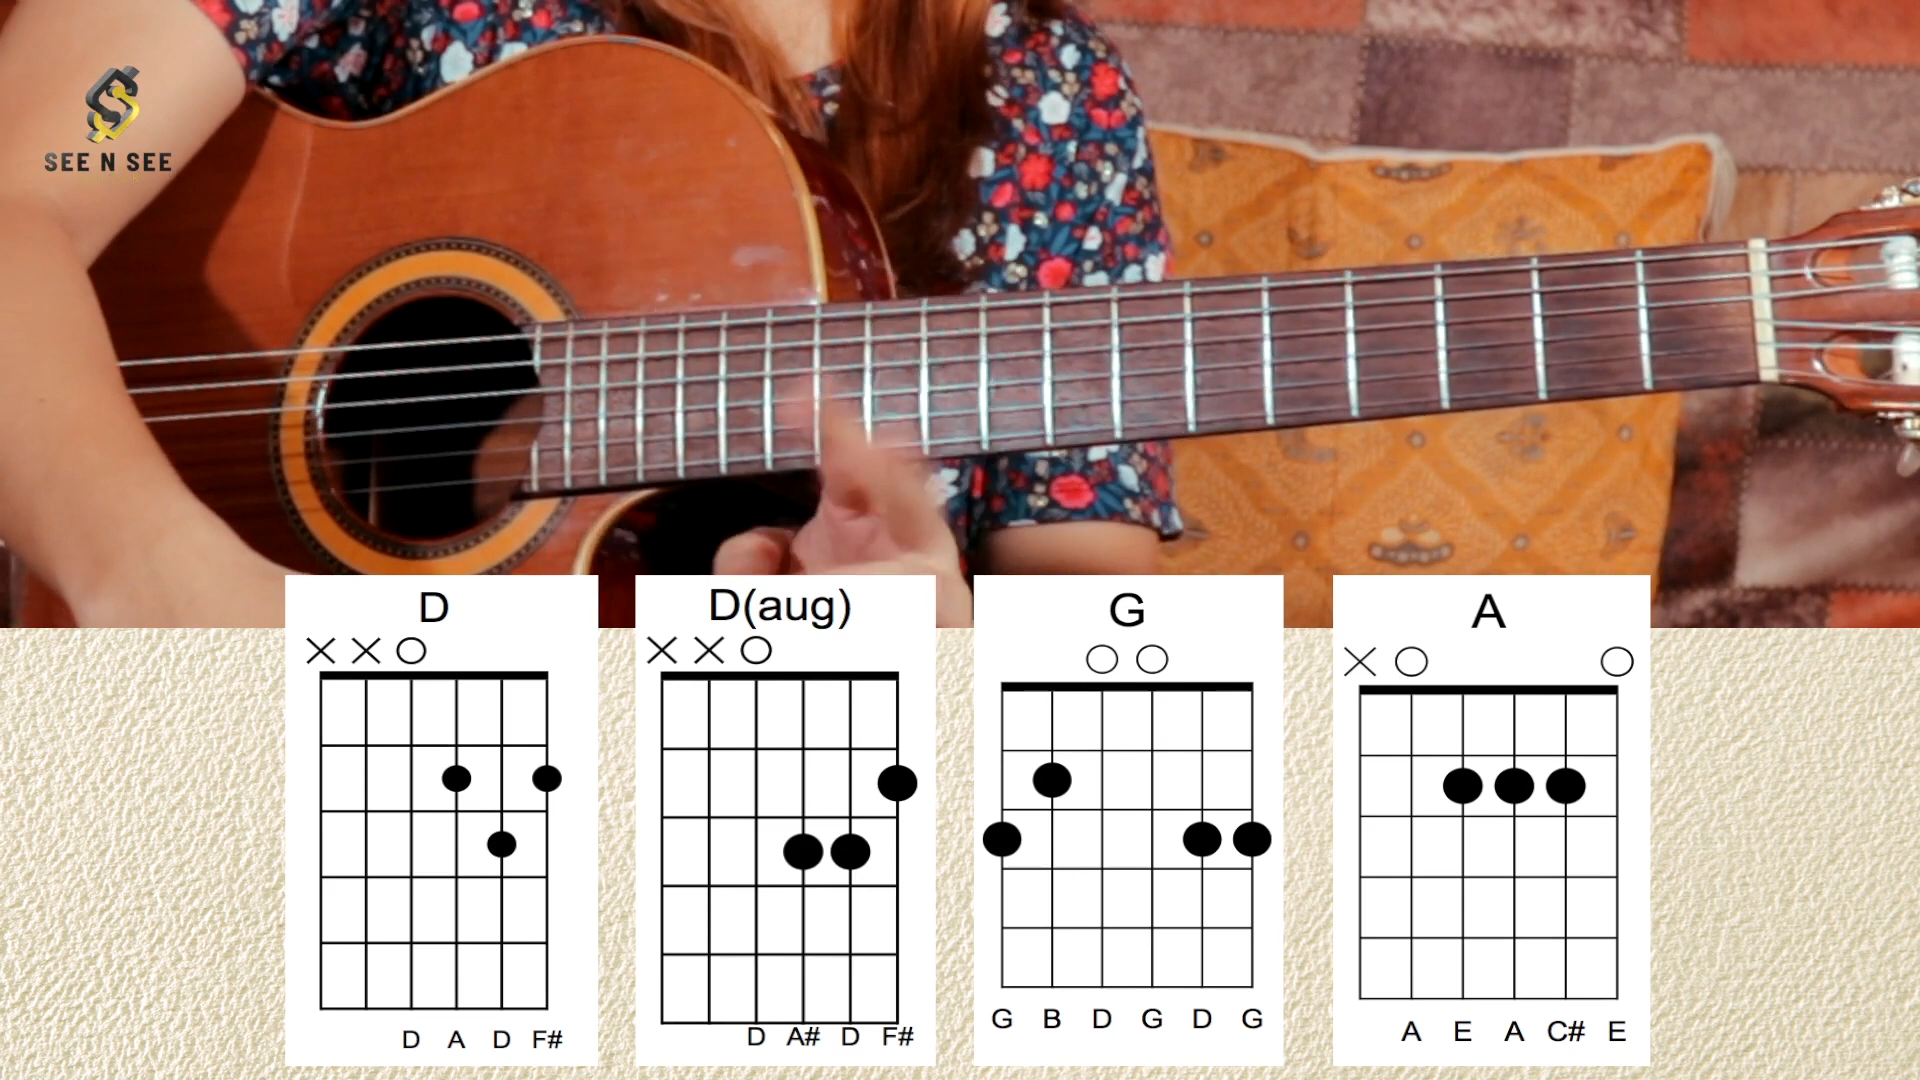 SEE N SEE
D
D A D F#
D(aug)
D A# D F#
G
G B D G D G
A
A E A C# E